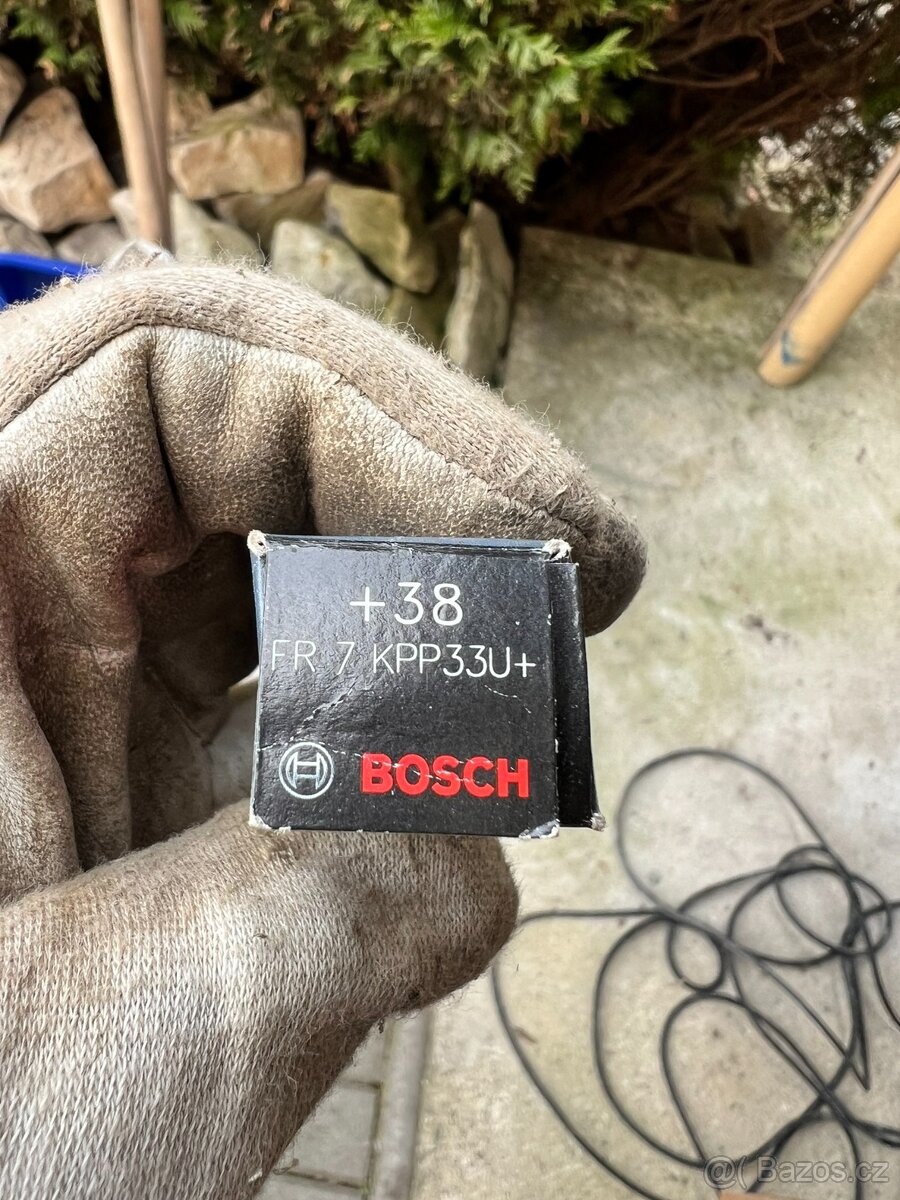 +38
FR 7 KPP33U+
BOSCH
@( Bazos.cz